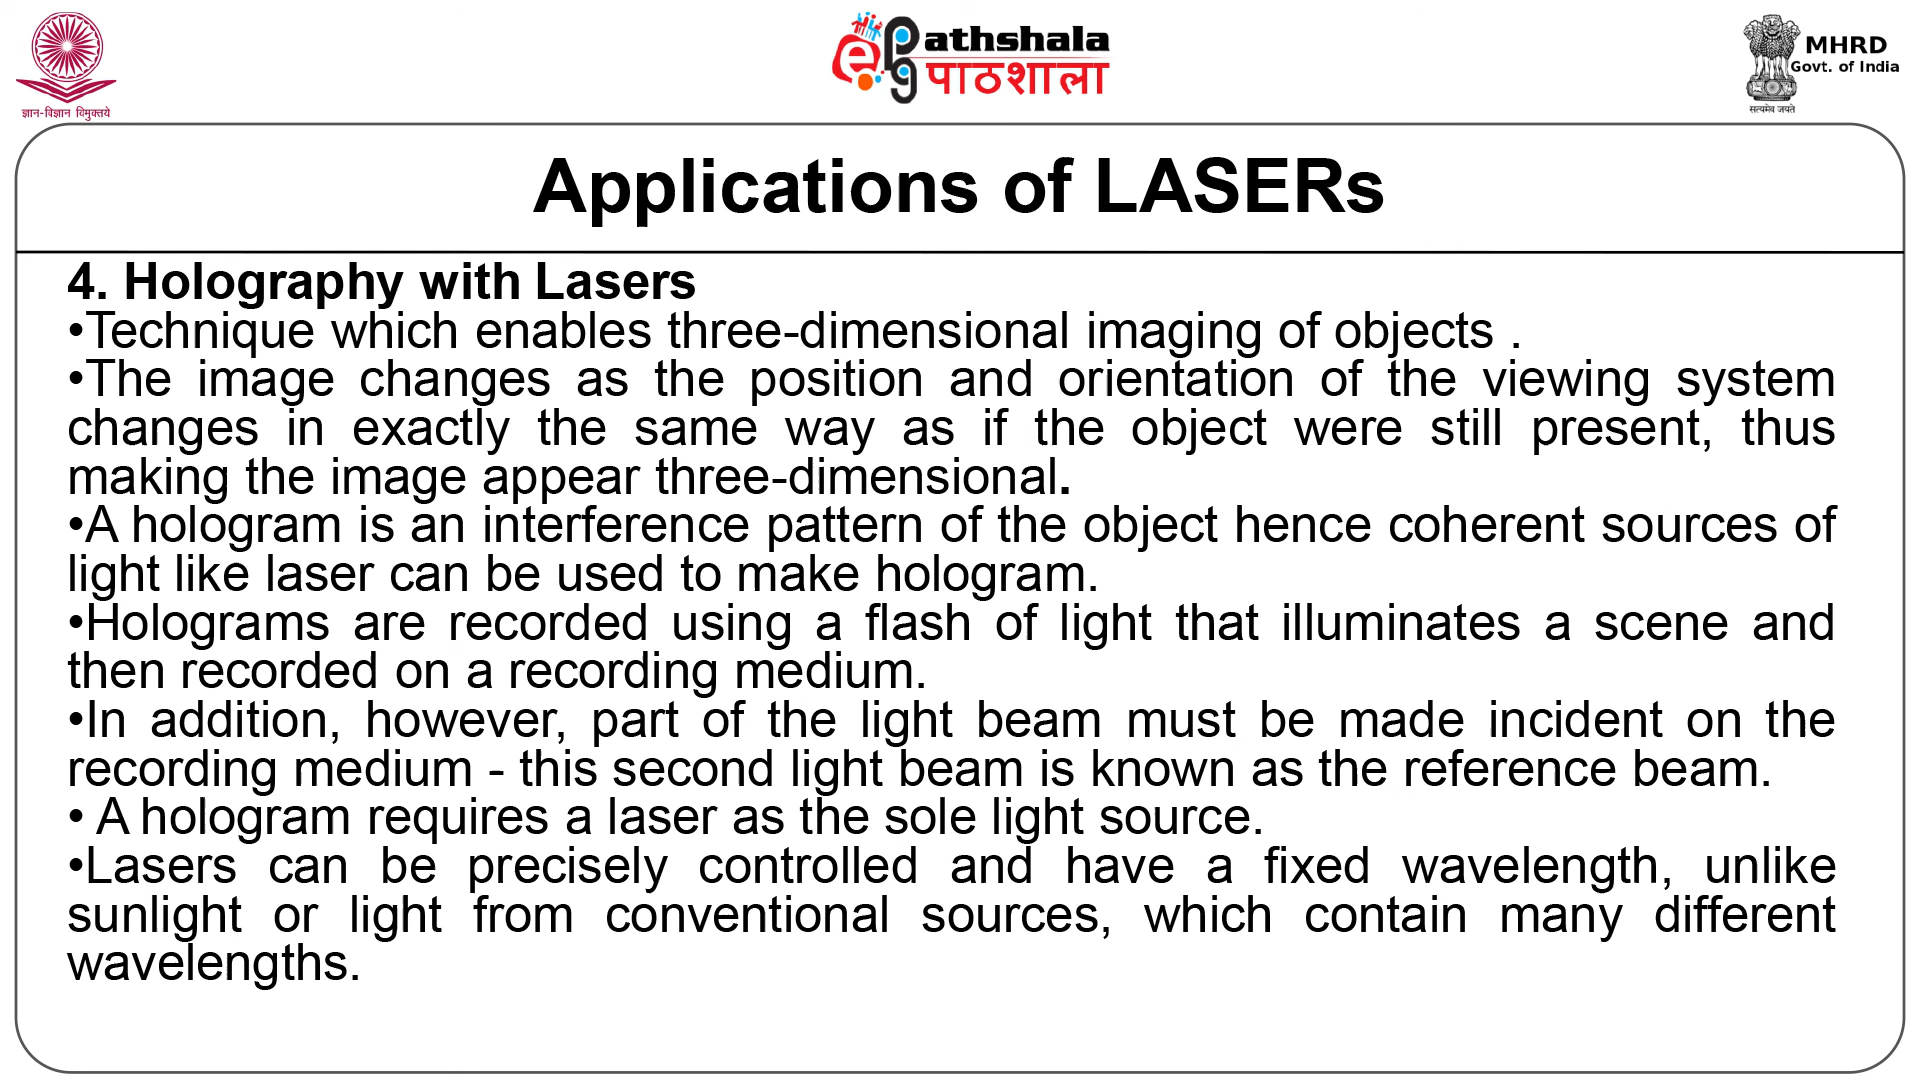 ज्ञान-विज्ञान विमुक्तये
ePg athshala
पाठशाला
MHRD
Govt. of India
सत्यमेव जयते
Applications of LASERs
4. Holography with Lasers
•Technique which enables three-dimensional imaging of objects .
•The image changes as the position and orientation of the viewing system
changes in exactly the same way as if the object were still present, thus
making the image appear three-dimensional.
•A hologram is an interference pattern of the object hence coherent sources of
light like laser can be used to make hologram.
•Holograms are recorded using a flash of light that illuminates a scene and
then recorded on a recording medium.
•In addition, however, part of the light beam must be made incident on the
recording medium - this second light beam is known as the reference beam.
• A hologram requires a laser as the sole light source.
•Lasers can be precisely controlled and have a fixed wavelength, unlike
sunlight or light from conventional sources, which contain many different
wavelengths.